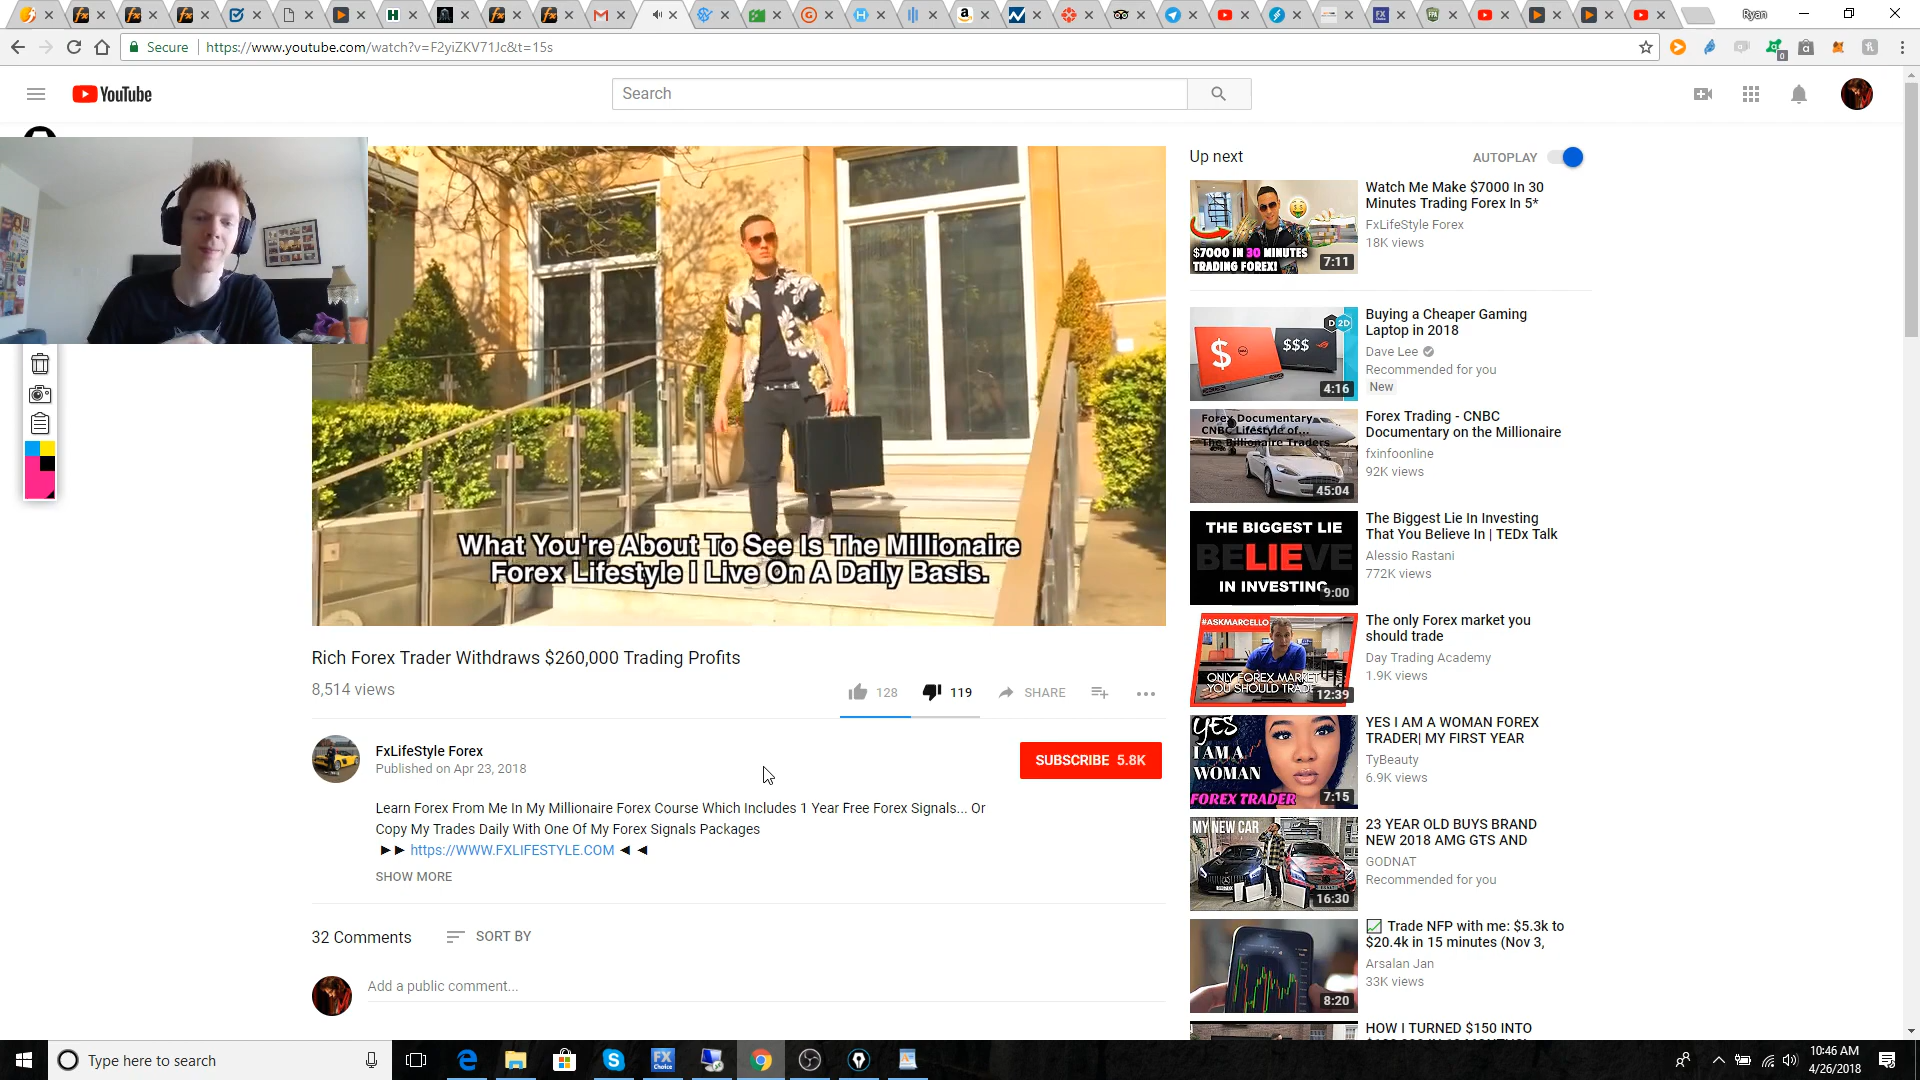 Ryan
Secure
https://www.youtube.com/watch?v=F2yiZKV71Jc&t=15s
YouTube
Search
What You're About To See Is The Millionaire
Forex Lifestyle I Live On A Daily Basis.
Rich Forex Trader Withdraws $260,000 Trading Profits
8,514 views
128
119
SHARE
FxLifeStyle Forex
Published on Apr 23, 2018
SUBSCRIBE 5.8K
Learn Forex From Me In My Millionaire Forex Course Which Includes 1 Year Free Forex Signals... Or
Copy My Trades Daily With One Of My Forex Signals Packages
►► https://WWW.FXLIFESTYLE.COM ◄ ◄
SHOW MORE
32 Comments
SORT BY
Add a public comment...
Up next
AUTOPLAY
$7000 IN 30 MINUTES
TRADING FOREX!
7:11
Watch Me Make $7000 In 30
Minutes Trading Forex In 5*
FxLifeStyle Forex
18K views
$
$$$
D2D
4:16
Buying a Cheaper Gaming
Laptop in 2018
Dave Lee
Recommended for you
New
Forex Documentary
CNBC Lifestyle of...
The Billionaire Traders
45:04
Forex Trading - CNBC
Documentary on the Millionaire
fxinfoonline
92K views
THE BIGGEST LIE
BELIEVE
IN INVESTING
9:00
The Biggest Lie In Investing
That You Believe In | TEDx Talk
Alessio Rastani
772K views
#ASKMARCELLO
ONLY FOREX MARKET
YOU SHOULD TRADE
12:39
The only Forex market you
should trade
Day Trading Academy
1.9K views
YES
I AM A
WOMAN
FOREX TRADER
7:15
YES I AM A WOMAN FOREX
TRADER| MY FIRST YEAR
TyBeauty
6.9K views
MY NEW CAR
16:30
23 YEAR OLD BUYS BRAND
NEW 2018 AMG GTS AND
GODNAT
Recommended for you
8:20
Trade NFP with me: $5.3k to
$20.4k in 15 minutes (Nov 3,
Arsalan Jan
33K views
HOW I TURNED $150 INTO
Type here to search
FX
Choice
10:46 AM
4/26/2018